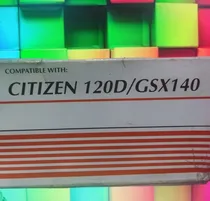 COMPATIBLE WITH:
CITIZEN 120D/GSX140